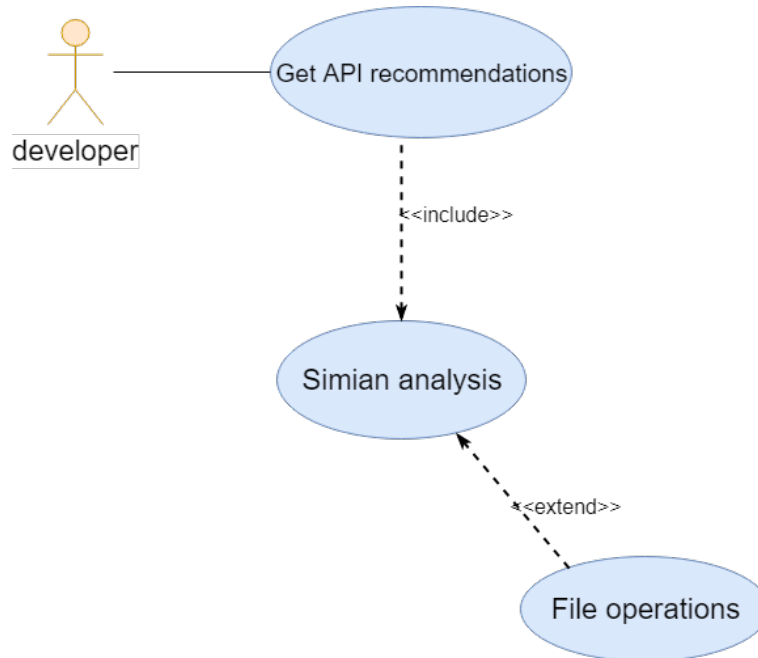 Get API recommendations
developer
<<include>>
Simian analysis
<<extend>>
File operations